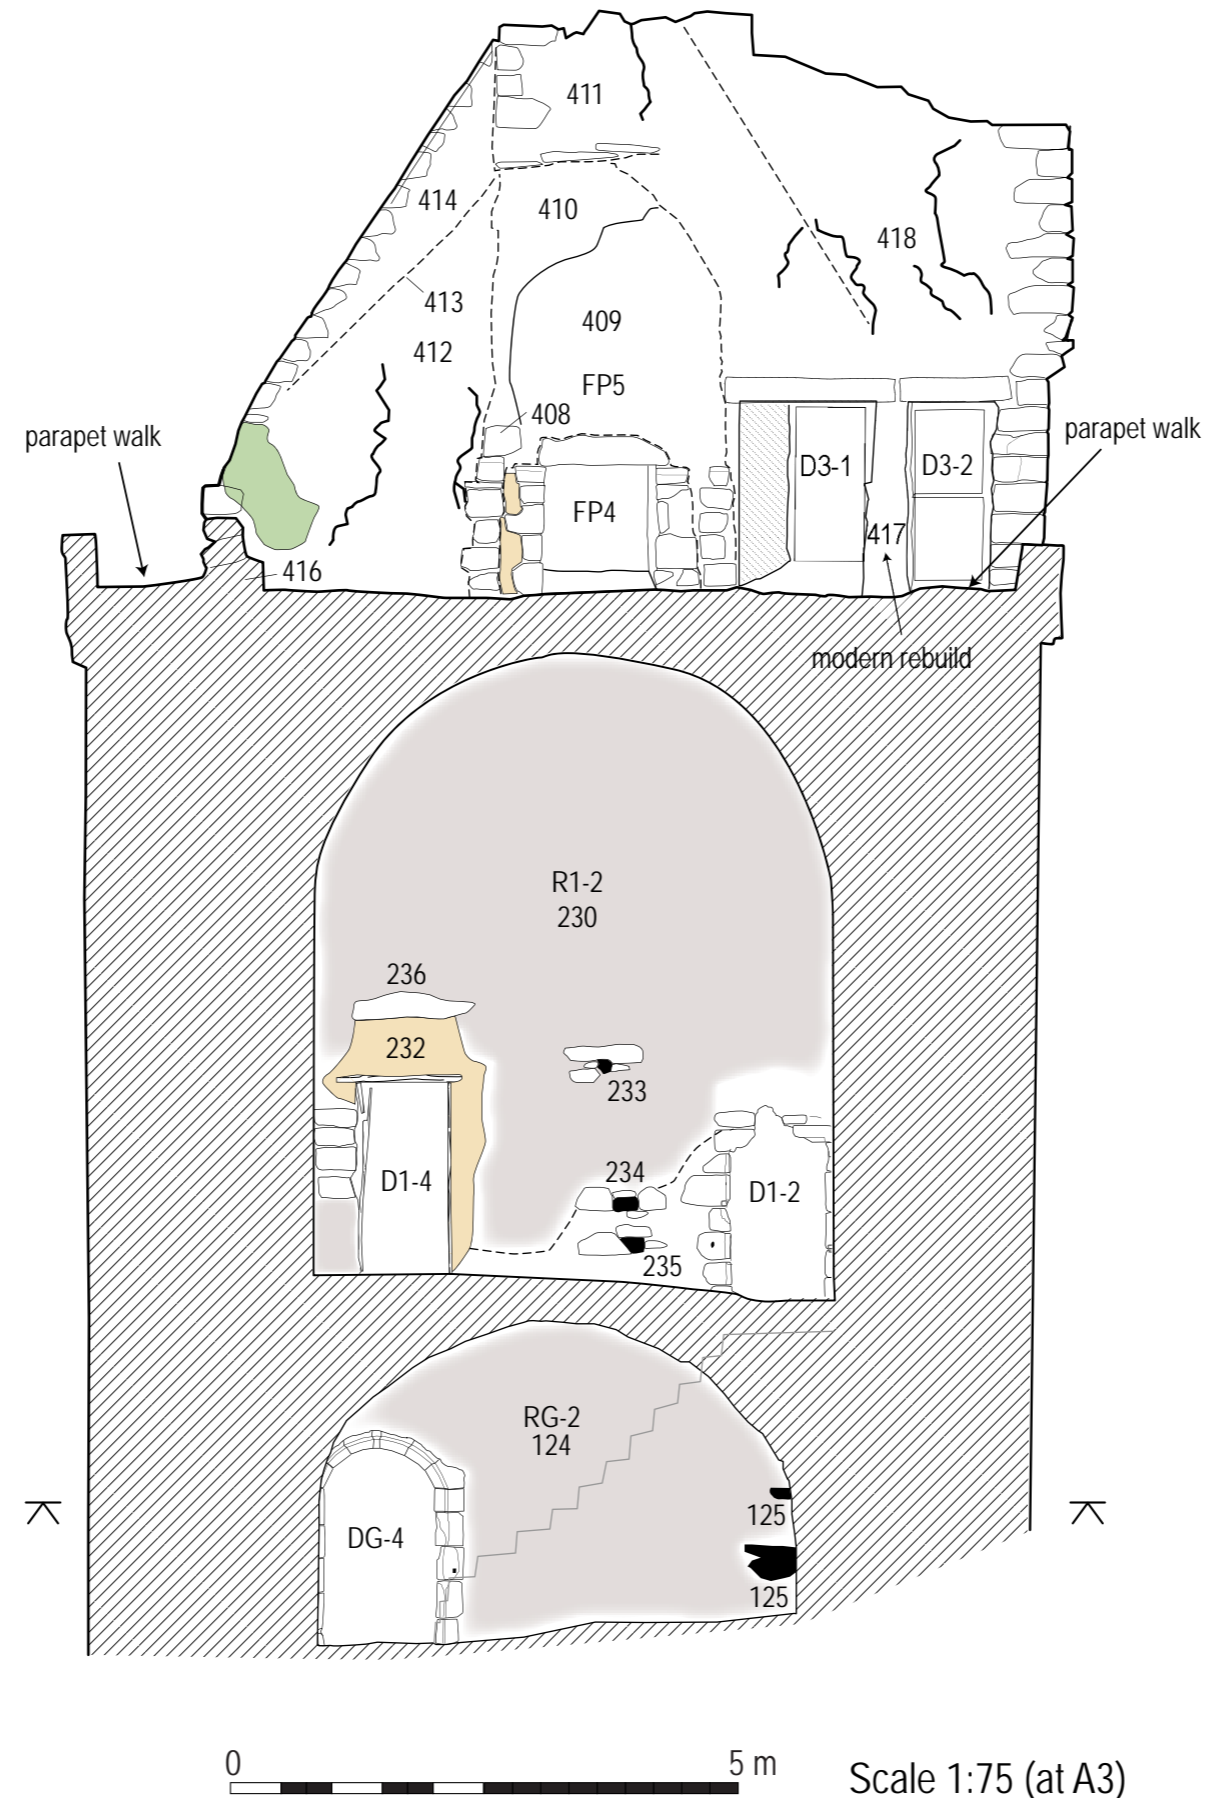 411
414
410
418
413
409
412
FP5
408
parapet walk
parapet walk
D3-1
D3-2
FP4
417
416
modern rebuild
R1-2
230
236
232
233
234
D1-4
D1-2
235
RG-2
124
125
DG-4
125
0
5 m
Scale 1:75 (at A3)